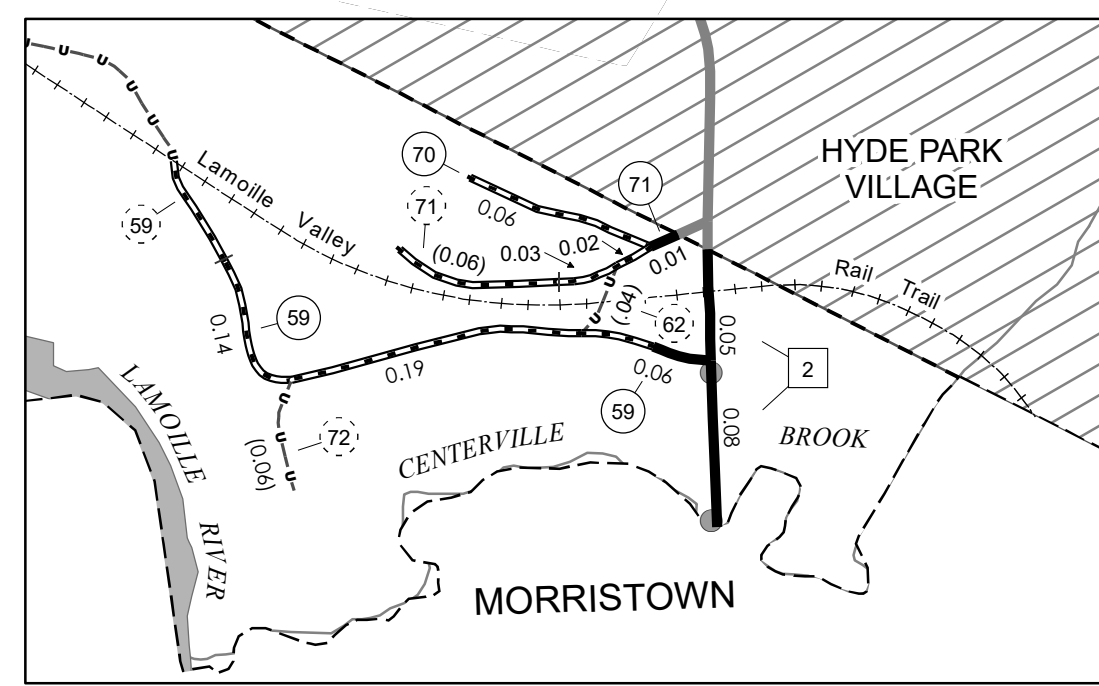 HYDE PARK
VILLAGE
70
71
Lamoille Valley Rail Trail
59
71
0.06
0.03
0.02
0.01
(0.06)
(.04)
62
59
0.14
0.19
0.06
0.05
2
59
0.08
72
(0.06)
LAMOILLE RIVER
CENTERVILLE BROOK
MORRISTOWN
U
U
U
U
U
U
U
U
U
U
U
U